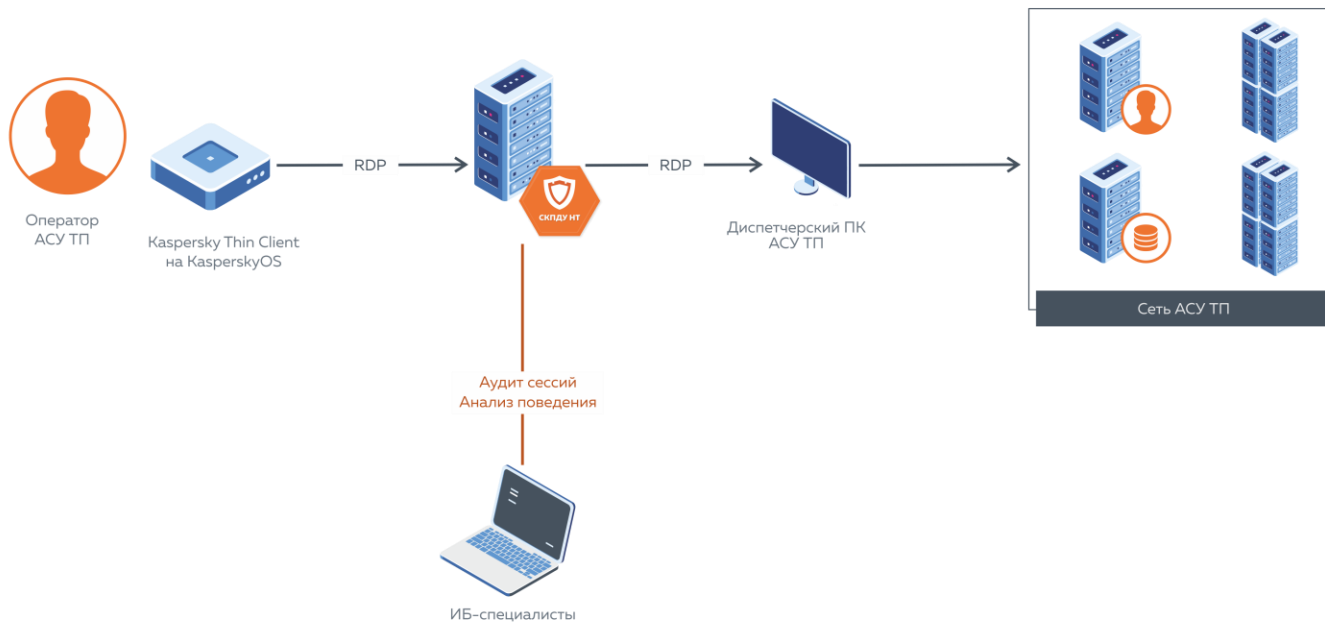 Оператор
АСУ ТП
Kaspersky Thin Client
на KasperskyOS
RDP
СКПДУ НТ
RDP
Диспетчерский ПК
АСУ ТП
Сеть АСУ ТП
Аудит сессий
Анализ поведения
ИБ-специалисты